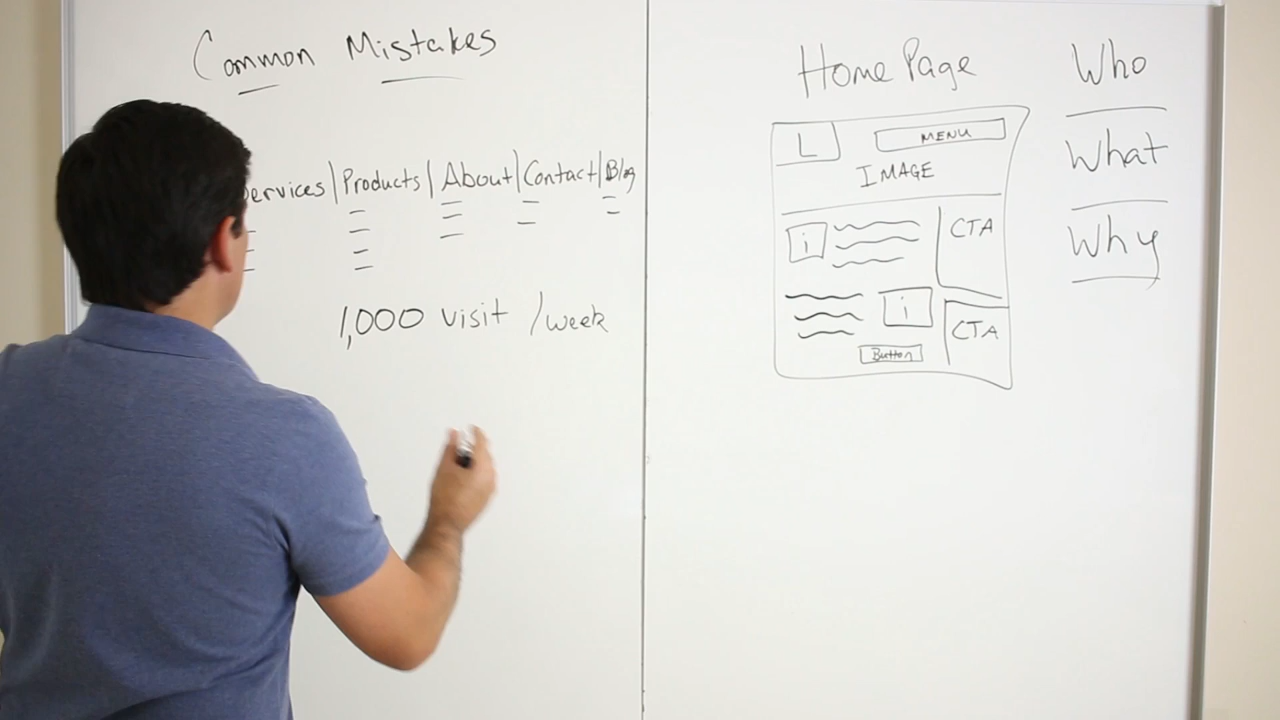 Common Mistakes
ervices | Products | About | Contact | Blog
1,000 visit /week
Home Page
L
MENU
IMAGE
i
CTA
i
CTA
Button
Who
What
Why